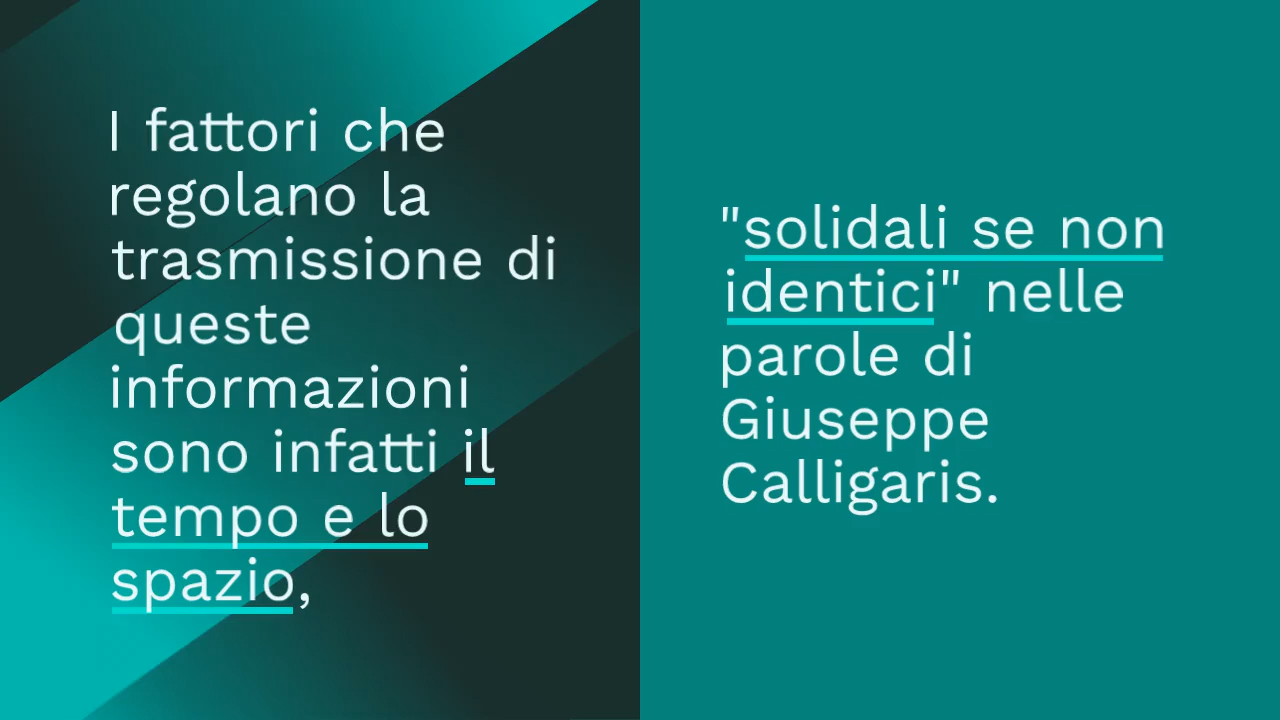 I fattori che
regolano la
trasmissione di
queste
informazioni
sono infatti il
tempo e lo
spazio,
"solidali se non
identici" nelle
parole di
Giuseppe
Calligaris.